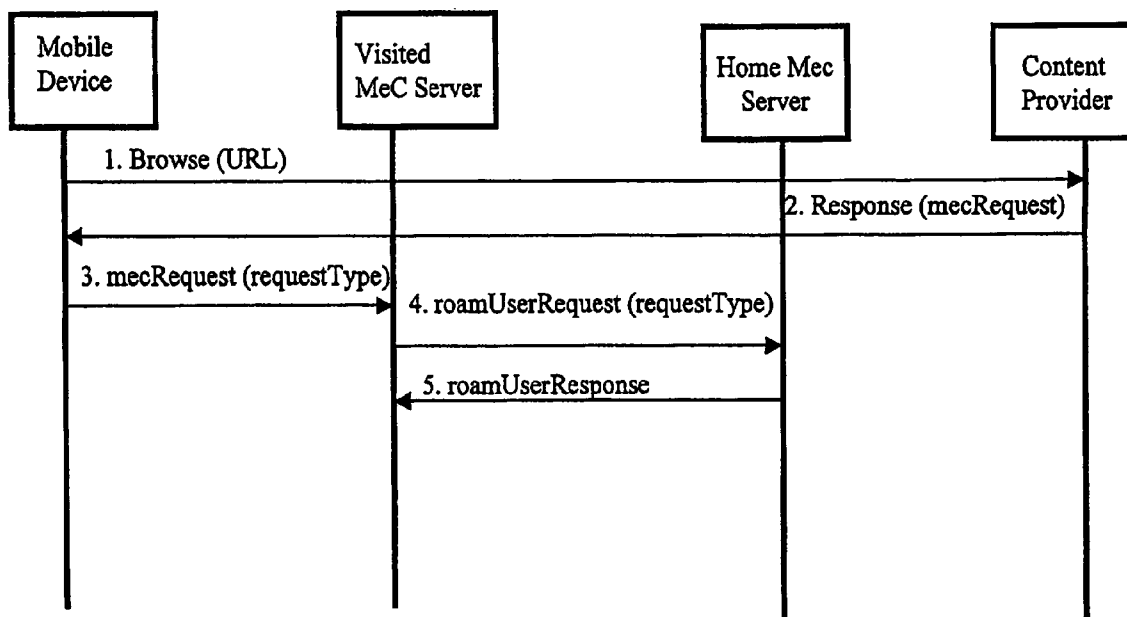 Mobile
Device
Visited
MeC Server
Home Mec
Server
Content
Provider
1. Browse (URL)
2. Response (mecRequest)
3. mecRequest (requestType)
4. roamUserRequest (requestType)
5. roamUserResponse